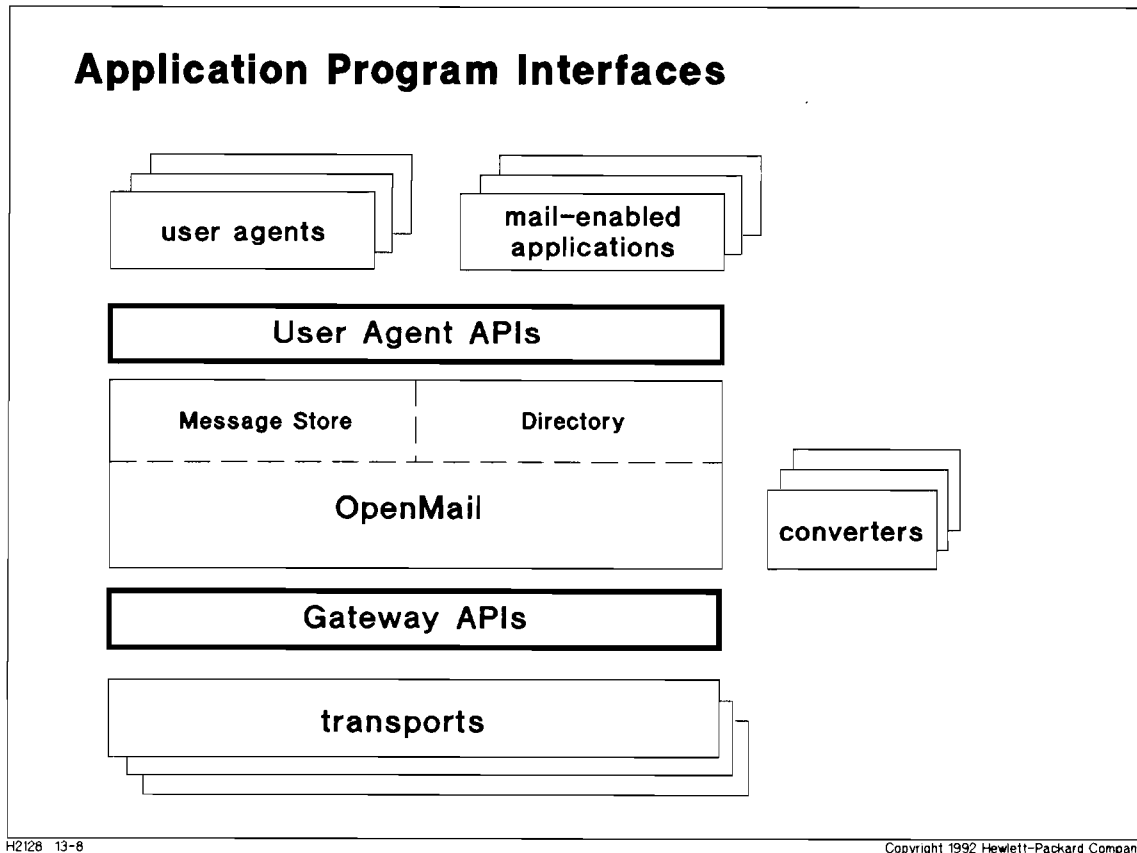 Application Program Interfaces
user agents
mail-enabled
applications
User Agent APIs
Message Store
Directory
OpenMail
converters
Gateway APIs
transports
H2128 13-8
Copyright 1992 Hewlett-Packard Compan